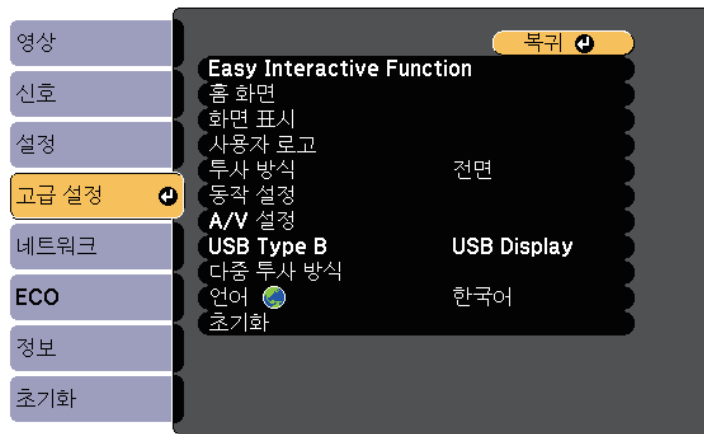 영상
신호
설정
고급 설정
네트워크
ECO
정보
초기화
복귀
Easy Interactive Function
홈 화면
화면 표시
사용자 로고
투사 방식 전면
동작 설정
A/V 설정
USB Type B USB Display
다중 투사 방식
언어 한국어
초기화